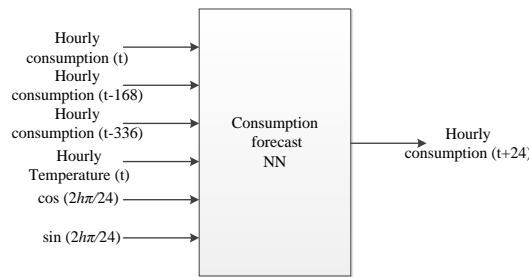 Hourly
consumption (t)
Hourly
consumption (t-168)
Hourly
consumption (t-336)
Hourly
Temperature (t)
cos (2hπ/24)
sin (2hπ/24)
Consumption
forecast
NN
Hourly
consumption (t+24)